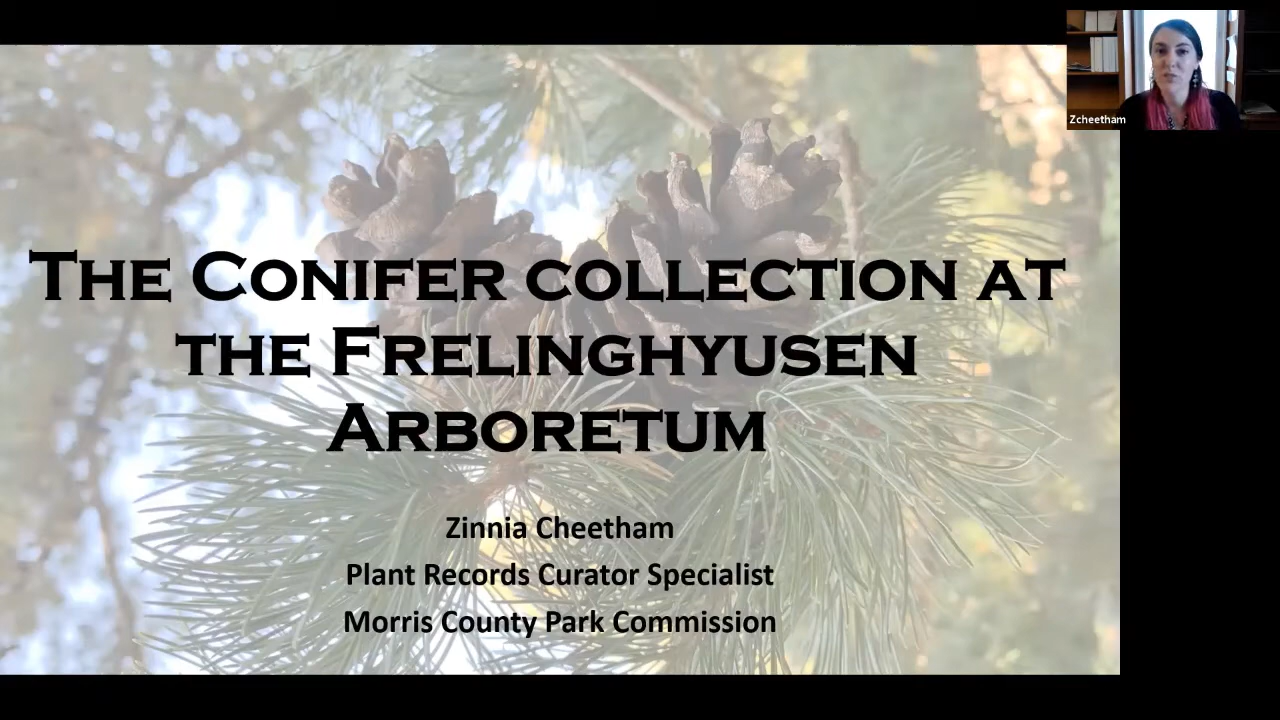 The Conifer collection at
the Frelinghyusen
Arboretum
Zinnia Cheetham
Plant Records Curator Specialist
Morris County Park Commission
Zcheetham